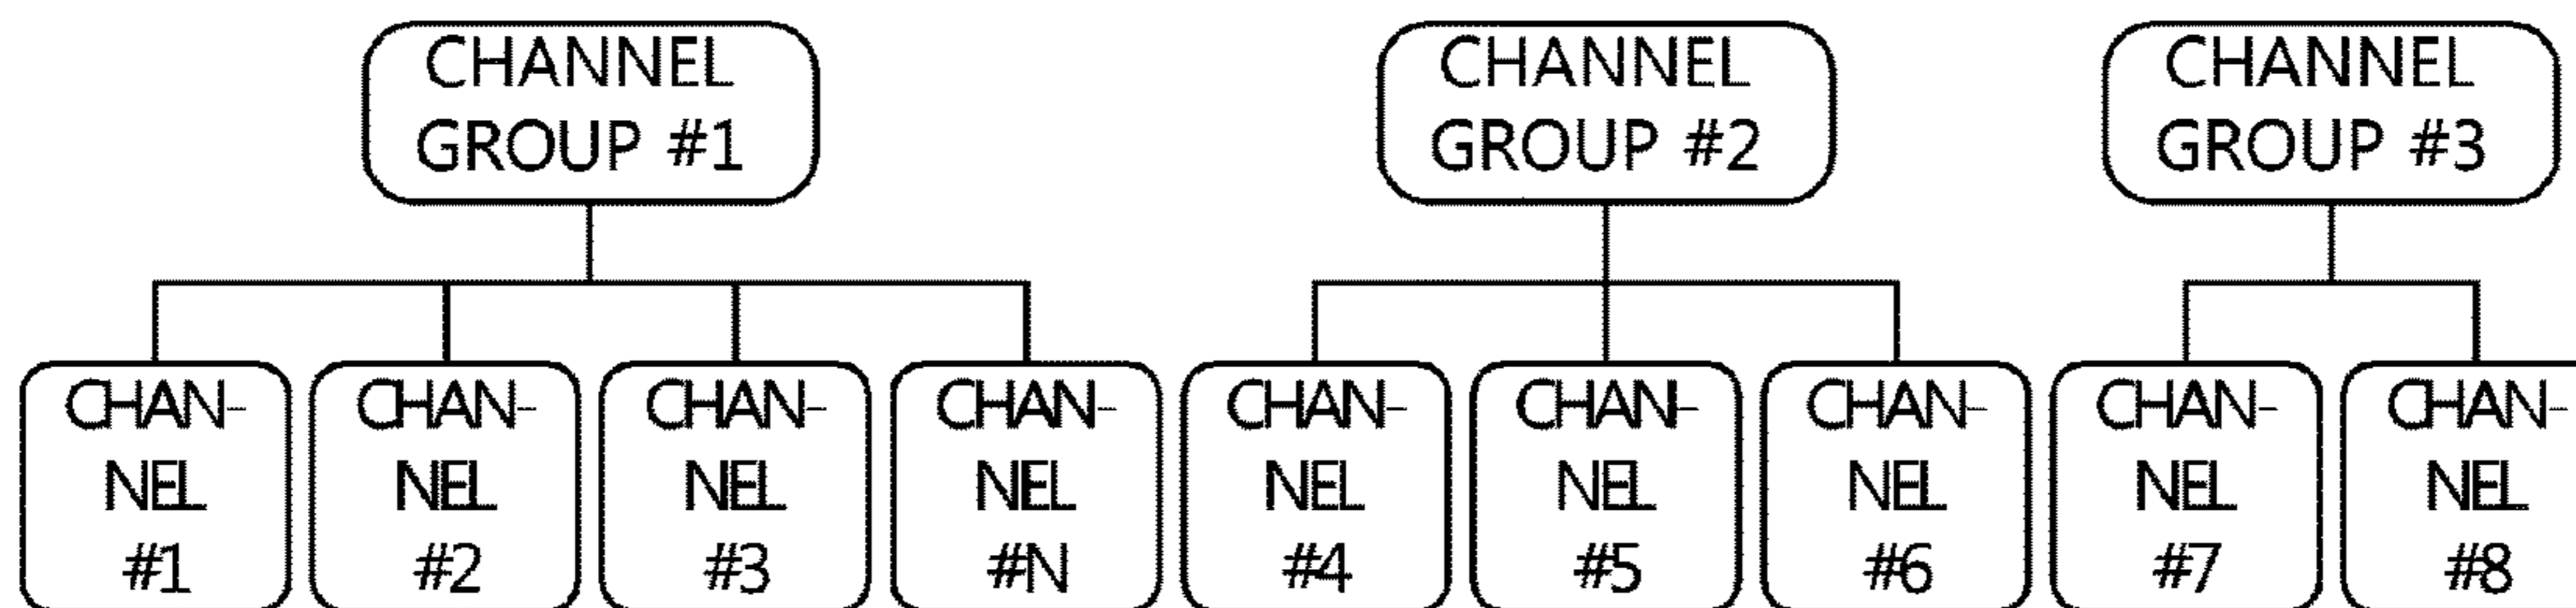 CHANNEL
GROUP #1
CHANNEL
GROUP #2
CHANNEL
GROUP #3
CHAN-
NEL
#1
CHAN-
NEL
#2
CHAN-
NEL
#3
CHAN-
NEL
#N
CHAN-
NEL
#4
CHAN-
NEL
#5
CHAN-
NEL
#6
CHAN-
NEL
#7
CHAN-
NEL
#8